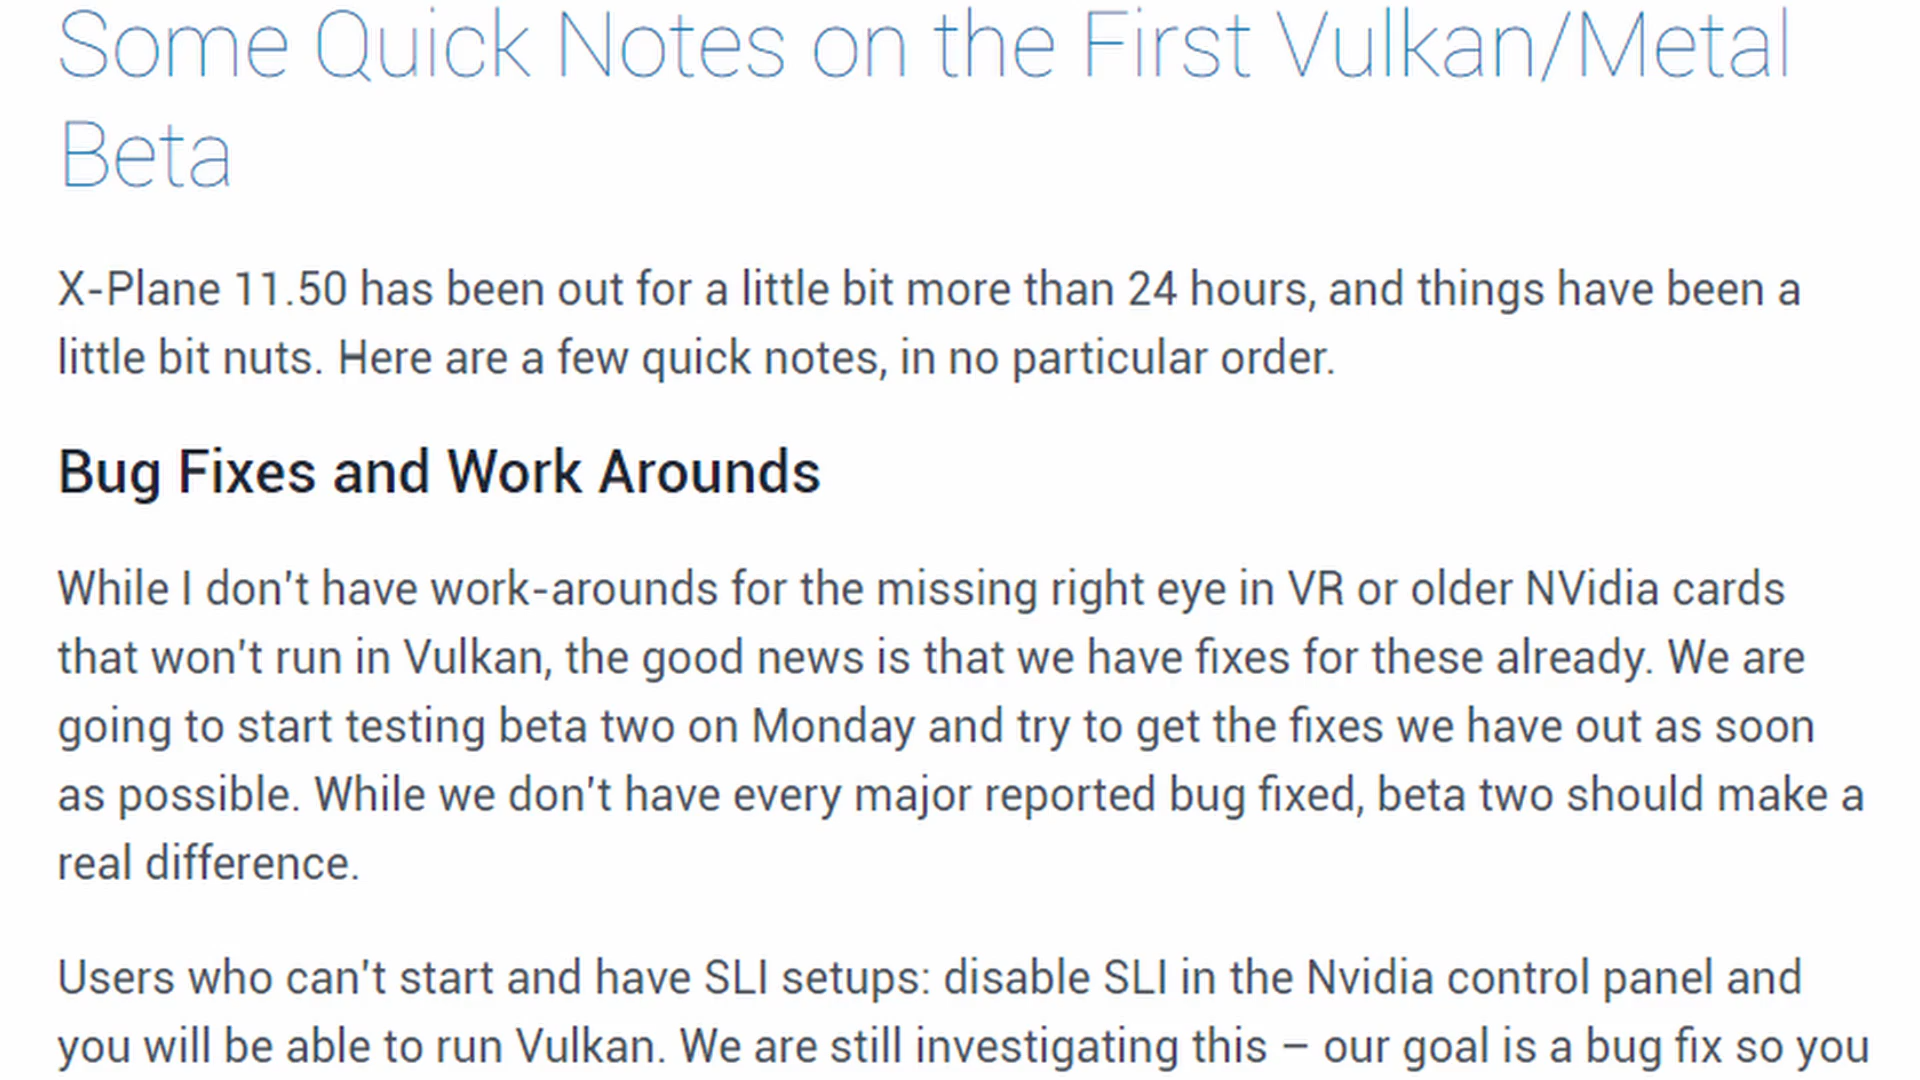 Some Quick Notes on the First Vulkan/Metal
Beta
X-Plane 11.50 has been out for a little bit more than 24 hours, and things have been a
little bit nuts. Here are a few quick notes, in no particular order.
Bug Fixes and Work Arounds
While I don't have work-arounds for the missing right eye in VR or older NVidia cards
that won't run in Vulkan, the good news is that we have fixes for these already. We are
going to start testing beta two on Monday and try to get the fixes we have out as soon
as possible. While we don't have every major reported bug fixed, beta two should make a
real difference.
Users who can't start and have SLI setups: disable SLI in the Nvidia control panel and
you will be able to run Vulkan. We are still investigating this – our goal is a bug fix so you